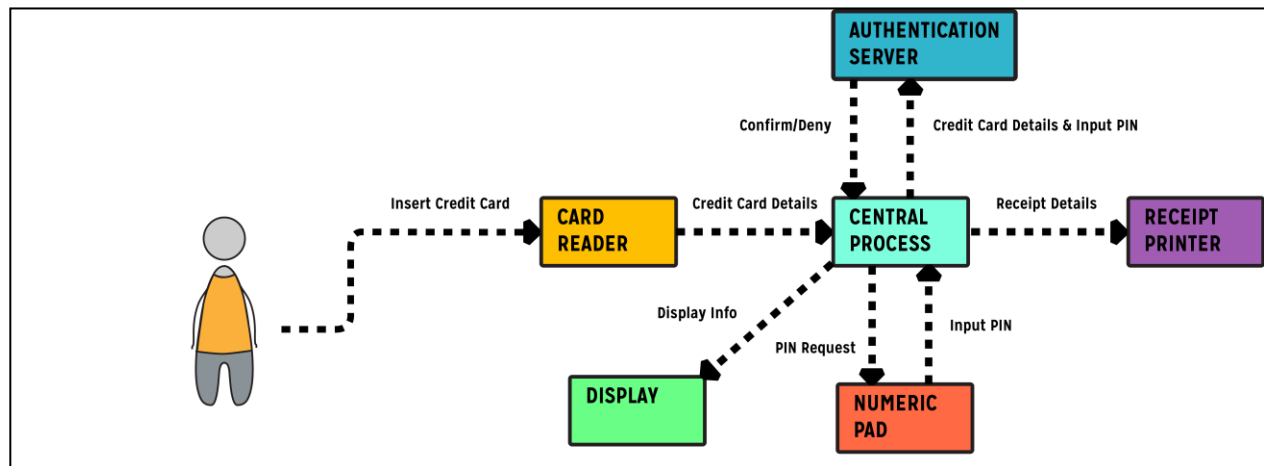 AUTHENTICATION
SERVER
Confirm/Deny
Credit Card Details & Input PIN
Insert Credit Card
CARD
READER
Credit Card Details
CENTRAL
PROCESS
Receipt Details
RECEIPT
PRINTER
Display Info
PIN Request
Input PIN
DISPLAY
NUMERIC
PAD